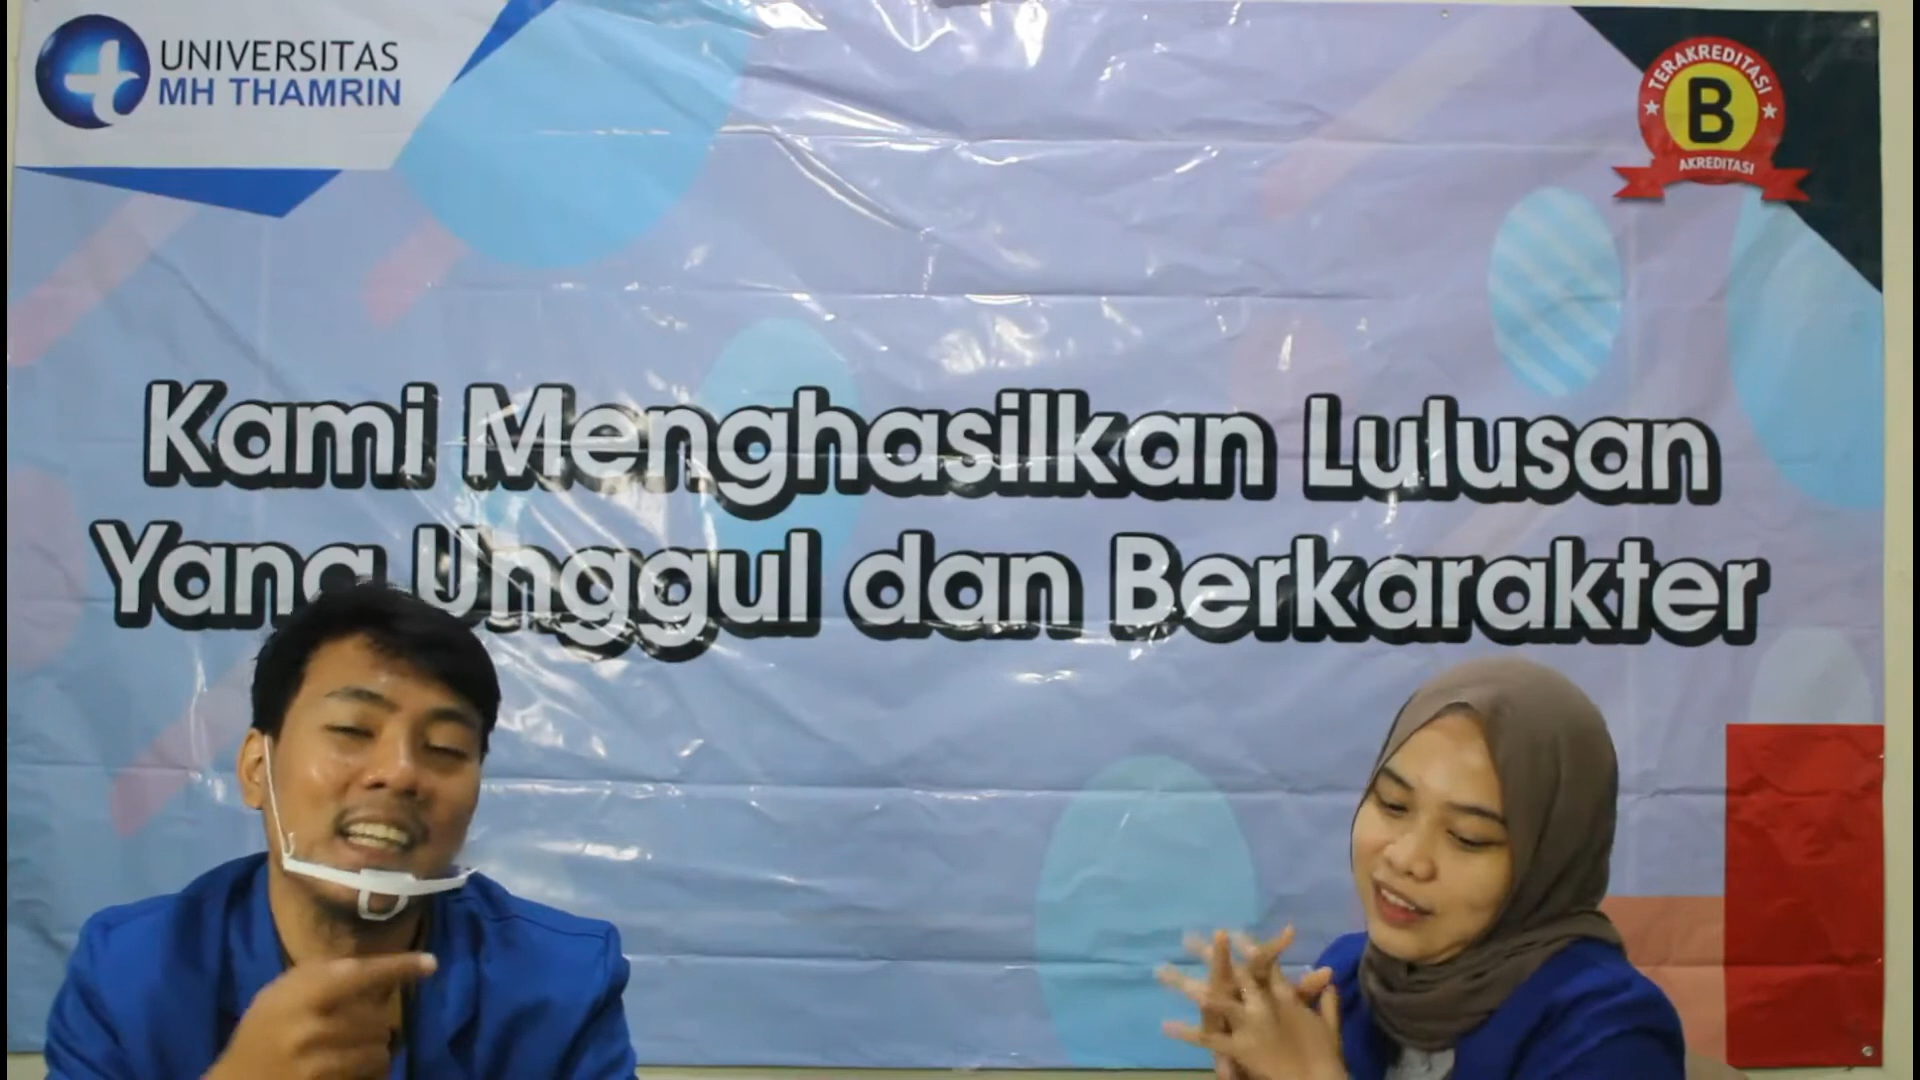 UNIVERSITAS
MH THAMRIN
TERAKREDITASI
B
AKREDITASI
Kami Menghasilkan Lulusan
Yang Unggul dan Berkarakter